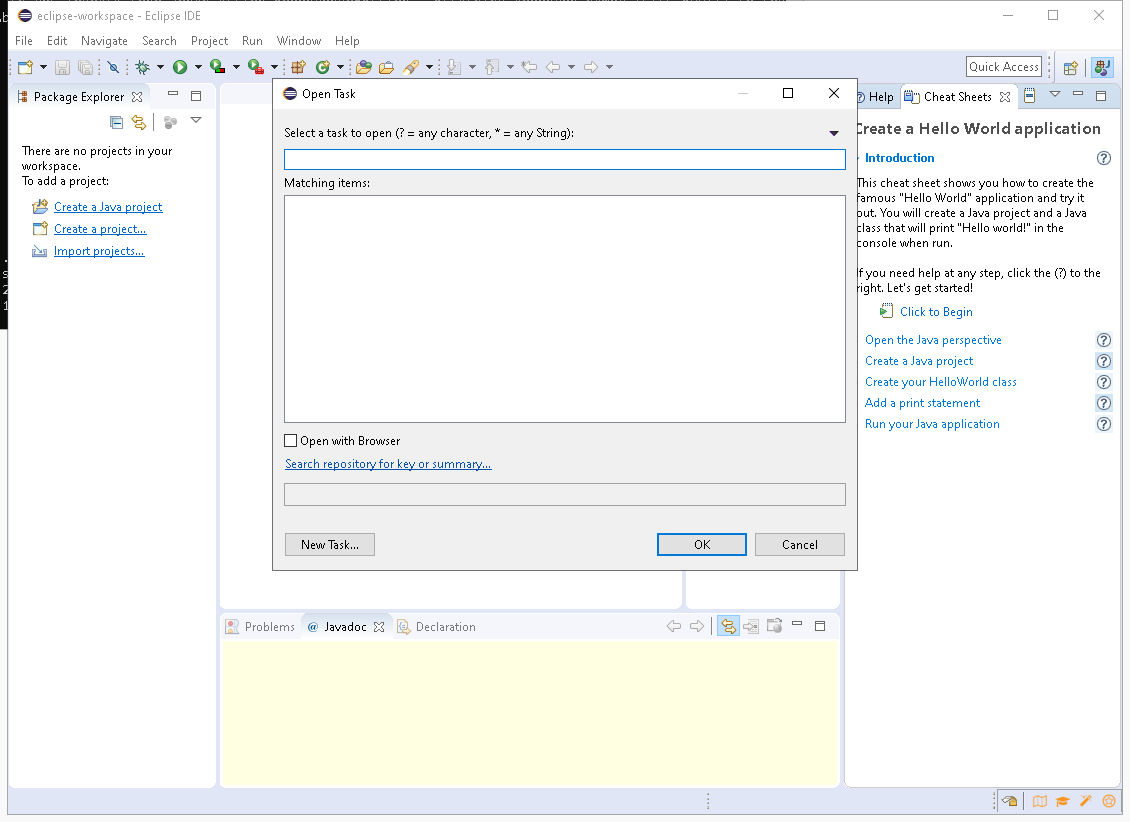 eclipse-workspace - Eclipse IDE
File Edit Navigate Search Project Run Window Help
Quick Access
Package Explorer
There are no projects in your
workspace.
To add a project:
Create a Java project
Create a project...
Import projects...
Open Task
Select a task to open (? = any character, * = any String):
Matching items:
Open with Browser
Search repository for key or summary...
New Task...
OK
Cancel
Help
Cheat Sheets
Create a Hello World application
Introduction
This cheat sheet shows you how to create the
famous "Hello World" application and try it
out. You will create a Java project and a Java
class that will print "Hello world!" in the
console when run.
If you need help at any step, click the (?) to the
right. Let's get started!
Click to Begin
Open the Java perspective
Create a Java project
Create your HelloWorld class
Add a print statement
Run your Java application
Problems
@ Javadoc
Declaration